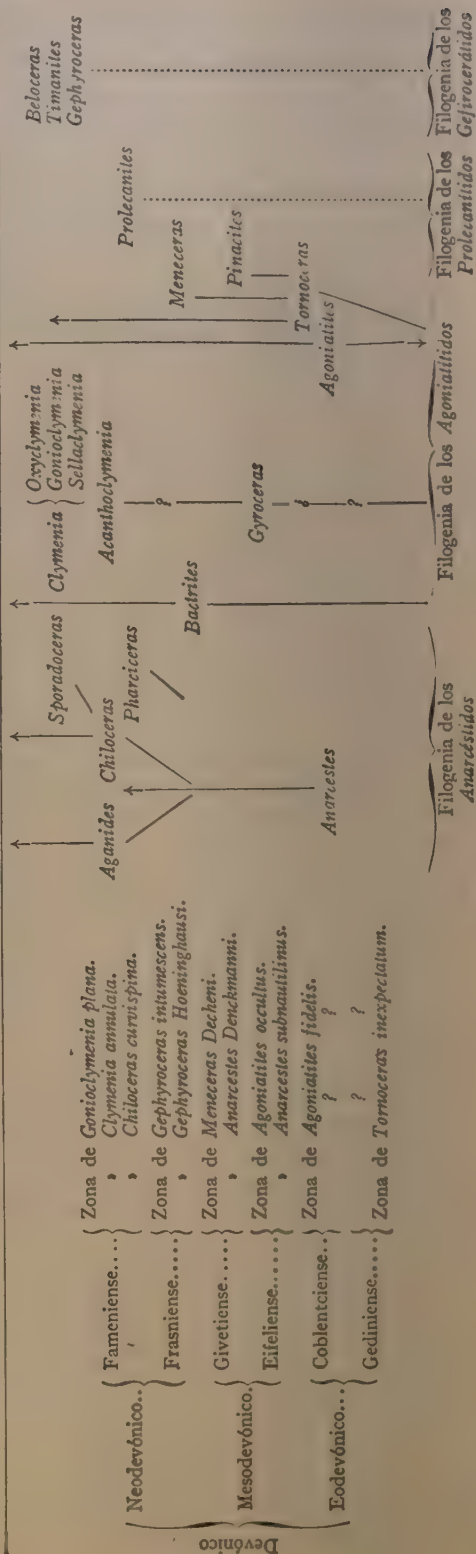 Devónico
Neodevónico..
Fameniense....
Zona de Gonioclymenia plana.
» Clymenia annulata.
» Chiloceras curvispina.
Frasniense.....
Zona de Gephyroceras intumescens.
» Gephyroceras Hoeninghausi.
Mesodevónico.
Givetiense.....
Zona de Meneceras Decheni.
» Anarcestes Denckmanni.
Eifeliense......
Zona de Agoniatites occultus.
» Anarcestes subnautilinus.
Eodevónico...
Coblentciense..
Zona de Agoniatites fidelis.
? ?
Gediniense....
? ?
Zona de Tornoceras inexpectatum.
Aganides
Chiloceras
Sporadoceras
Pharciceras
Anarcestes
Filogenia de los
Anarcéstidos
Bactrites
Clymenia
Oxyclymenia
Gonioclymenia
Sellaclymenia
Acanthoclymenia
?
Gyroceras
?
?
Filogenia de los Agoniatítidos
Agoniatites
Tornoceras
Meneceras
Pinacites
Prolecanites
Filogenia de los
Prolecanítidos
Beloceras
Timanites
Gephyroceras
Filogenia de los
Gefirocerátidos